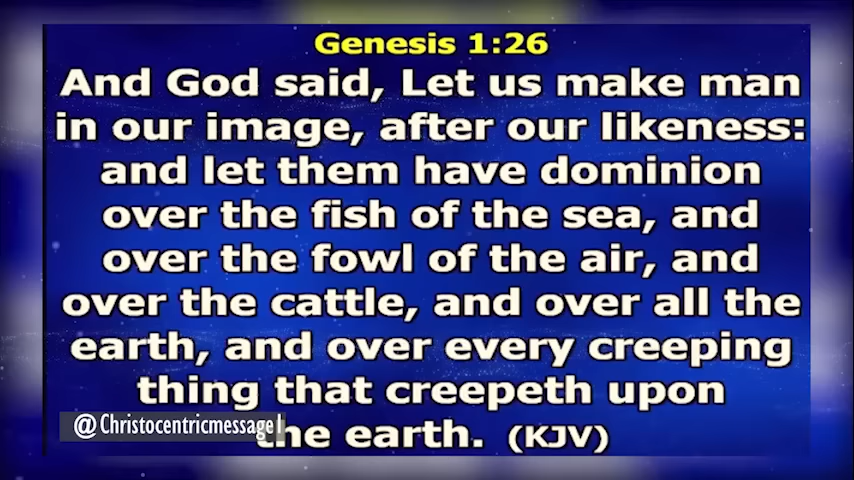 Genesis 1:26
And God said, Let us make man
in our image, after our likeness:
and let them have dominion
over the fish of the sea, and
over the fowl of the air, and
over the cattle, and over all the
earth, and over every creeping
thing that creepeth upon
the earth. (KJV)
@Christocentricmessage1